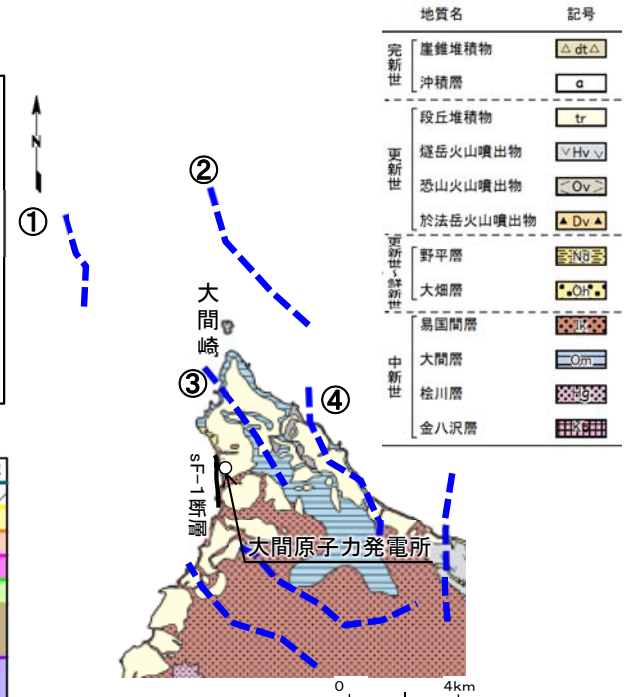 地質名 記号
完新世
崖錐堆積物 dt
沖積層 a
更新世
段丘堆積物 tr
燧岳火山噴出物 Hv
恐山火山噴出物 Ov
於法岳火山噴出物 Dv
更新世~鮮新世
野平層 Nd
大畑層 Oh
中新世
易国間層 Ik
大間層 Om
桧川層 Hg
金八沢層
N
①
②
大間崎
③
④
sF-1断層
大間原子力発電所
0 4km